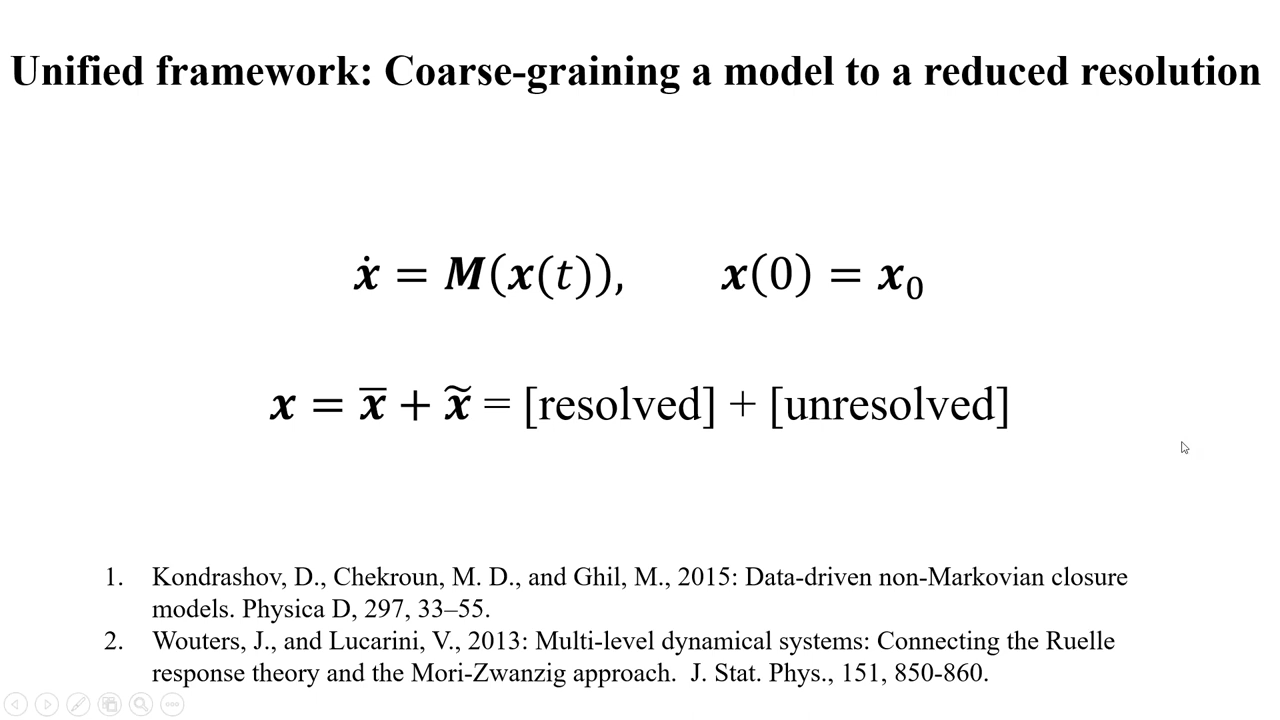 Unified framework: Coarse-graining a model to a reduced resolution
ẋ = M(x(t)), x(0) = x₀
x = x̅ + x̃ = [resolved] + [unresolved]
1. Kondrashov, D., Chekroun, M. D., and Ghil, M., 2015: Data-driven non-Markovian closure
models. Physica D, 297, 33–55.
2. Wouters, J., and Lucarini, V., 2013: Multi-level dynamical systems: Connecting the Ruelle
response theory and the Mori-Zwanzig approach. J. Stat. Phys., 151, 850-860.